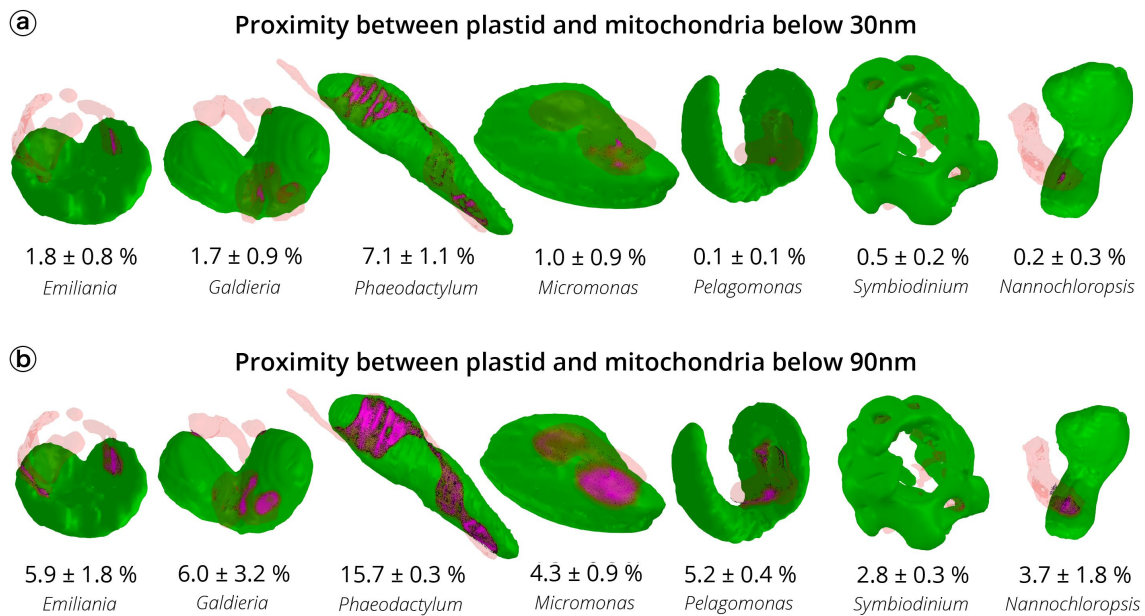 ⓐ Proximity between plastid and mitochondria below 30nm
1.8 ± 0.8 % 1.7 ± 0.9 % 7.1 ± 1.1 % 1.0 ± 0.9 % 0.1 ± 0.1 % 0.5 ± 0.2 % 0.2 ± 0.3 %
Emiliania Galdieria Phaeodactylum Micromonas Pelagomonas Symbiodinium Nannochloropsis
ⓑ Proximity between plastid and mitochondria below 90nm
5.9 ± 1.8 % 6.0 ± 3.2 % 15.7 ± 0.3 % 4.3 ± 0.9 % 5.2 ± 0.4 % 2.8 ± 0.3 % 3.7 ± 1.8 %
Emiliania Galdieria Phaeodactylum Micromonas Pelagomonas Symbiodinium Nannochloropsis